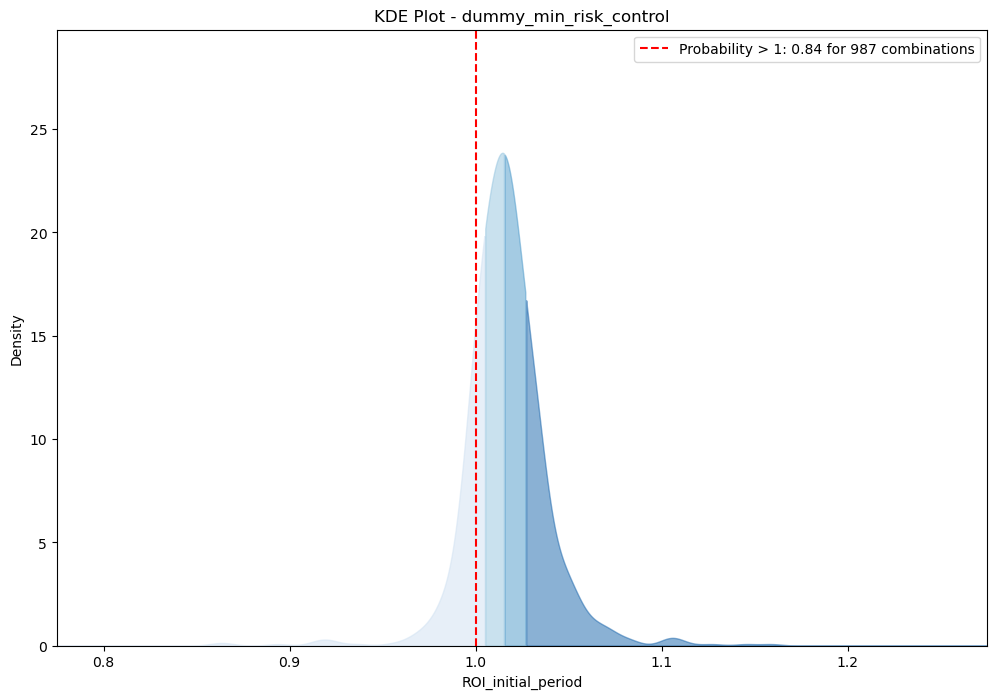 KDE Plot - dummy_min_risk_control
Probability > 1: 0.84 for 987 combinations
Density
25
20
15
10
5
0
0.8 0.9 1.0 1.1 1.2
ROI_initial_period